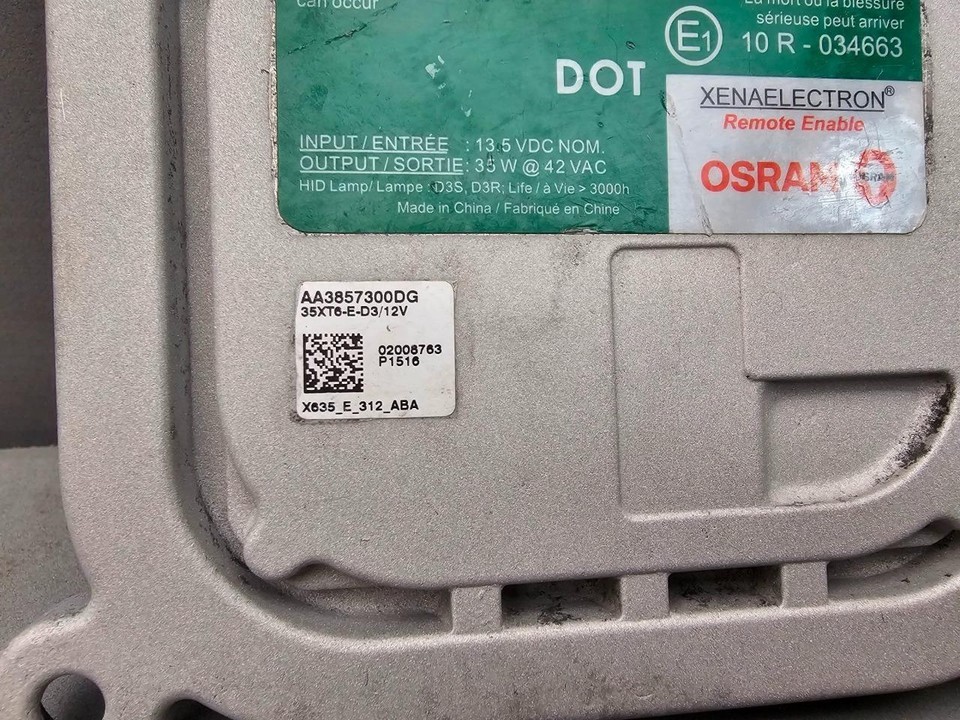 can occur
La mort ou la blessure
sérieuse peut arriver
E1
10 R - 034663
DOT
XENAELECTRON®
Remote Enable
OSRAM
INPUT / ENTRÉE : 13.5 VDC NOM.
OUTPUT / SORTIE: 35 W @ 42 VAC
HID Lamp/ Lampe : D3S, D3R; Life / à Vie > 3000h
Made in China / Fabriqué en Chine
AA3857300DG
35XT6-E-D3/12V
02008763
P1516
X635_E_312_ABA